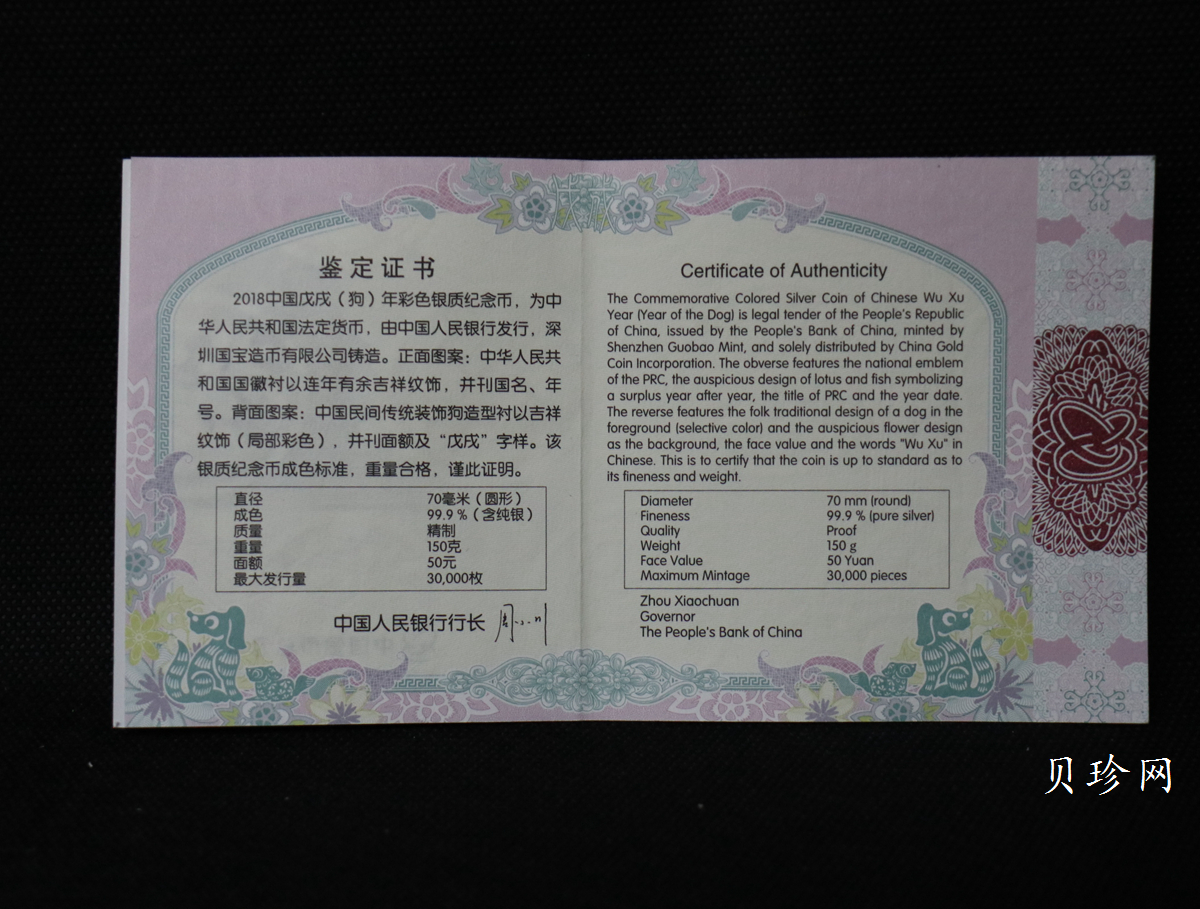 鉴定证书
2018中国戊戌（狗）年彩色银质纪念币，为中
华人民共和国法定货币，由中国人民银行发行，深
圳国宝造币有限公司铸造。正面图案：中华人民共
和国国徽衬以连年有余吉祥纹饰，并刊国名、年
号。背面图案：中国民间传统装饰狗造型衬以吉祥
纹饰（局部彩色），并刊面额及“戊戌”字样。该
银质纪念币成色标准，重量合格，谨此证明。
直径 70毫米（圆形）
成色 99.9 %（含纯银）
质量 精制
重量 150克
面额 50元
最大发行量 30,000枚
中国人民银行行长
Certificate of Authenticity
The Commemorative Colored Silver Coin of Chinese Wu Xu
Year (Year of the Dog) is legal tender of the People's Republic
of China, issued by the People's Bank of China, minted by
Shenzhen Guobao Mint, and solely distributed by China Gold
Coin Incorporation. The obverse features the national emblem
of the PRC, the auspicious design of lotus and fish symbolizing
a surplus year after year, the title of PRC and the year date.
The reverse features the folk traditional design of a dog in the
foreground (selective color) and the auspicious flower design
as the background, the face value and the words "Wu Xu" in
Chinese. This is to certify that the coin is up to standard as to
its fineness and weight.
Diameter 70 mm (round)
Fineness 99.9 % (pure silver)
Quality Proof
Weight 150 g
Face Value 50 Yuan
Maximum Mintage 30,000 pieces
Zhou Xiaochuan
Governor
The People's Bank of China
贝珍网